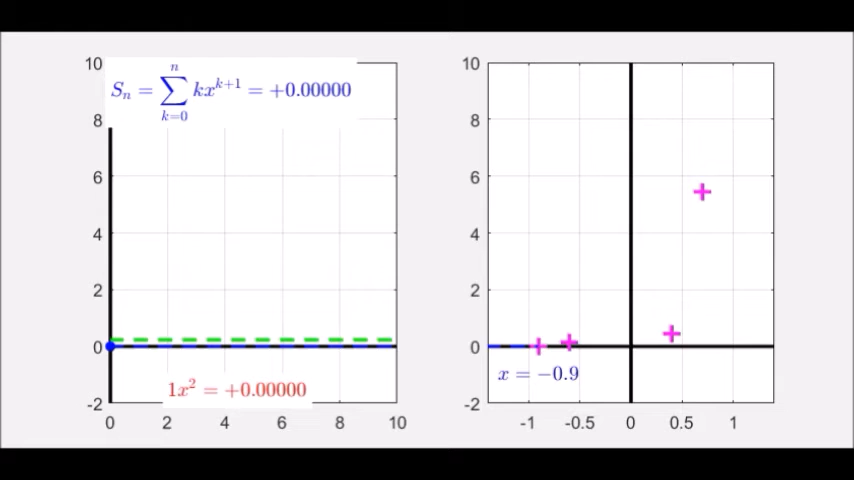 10
S_n = \sum_{k=0}^{n} kx^{k+1} = +0.00000
8
6
4
2
0
1x^2 = +0.00000
-2
0 2 4 6 8 10
10
8
6
4
2
0
x = -0.9
-2
-1 -0.5 0 0.5 1